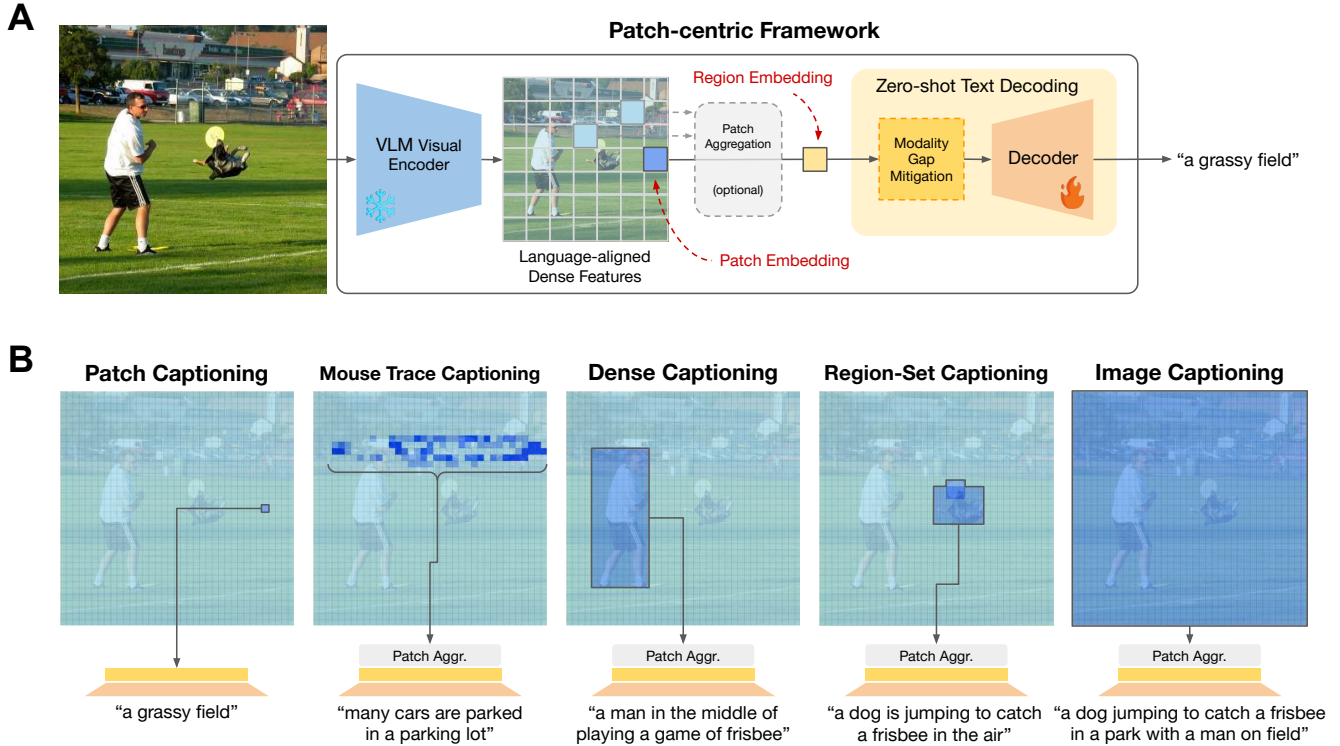 A
Patch-centric Framework
VLM Visual
Encoder
Language-aligned
Dense Features
Region Embedding
Patch
Aggregation
(optional)
Patch Embedding
Zero-shot Text Decoding
Modality
Gap
Mitigation
Decoder
“a grassy field”
B
Patch Captioning
Mouse Trace Captioning
Dense Captioning
Region-Set Captioning
Image Captioning
Patch Aggr.
Patch Aggr.
Patch Aggr.
Patch Aggr.
“a grassy field”
“many cars are parked
in a parking lot”
“a man in the middle of
playing a game of frisbee”
“a dog is jumping to catch
a frisbee in the air”
“a dog jumping to catch a frisbee
in a park with a man on field”